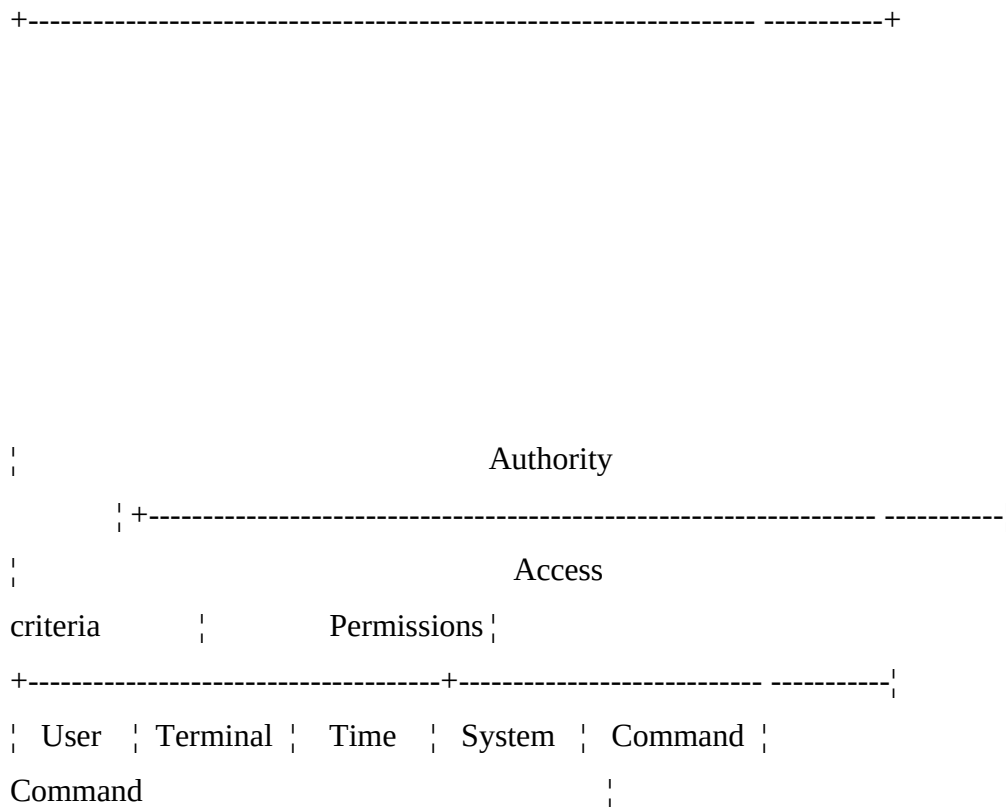 +------------------------------------------------------------------- -----------+
¦ Authority
¦ +------------------------------------------------------------------- -----------
¦ Access
criteria ¦ Permissions ¦
+--------------------------------------+---------------------------- -----------¦
¦ User ¦ Terminal ¦ Time ¦ System ¦ Command ¦
Command ¦